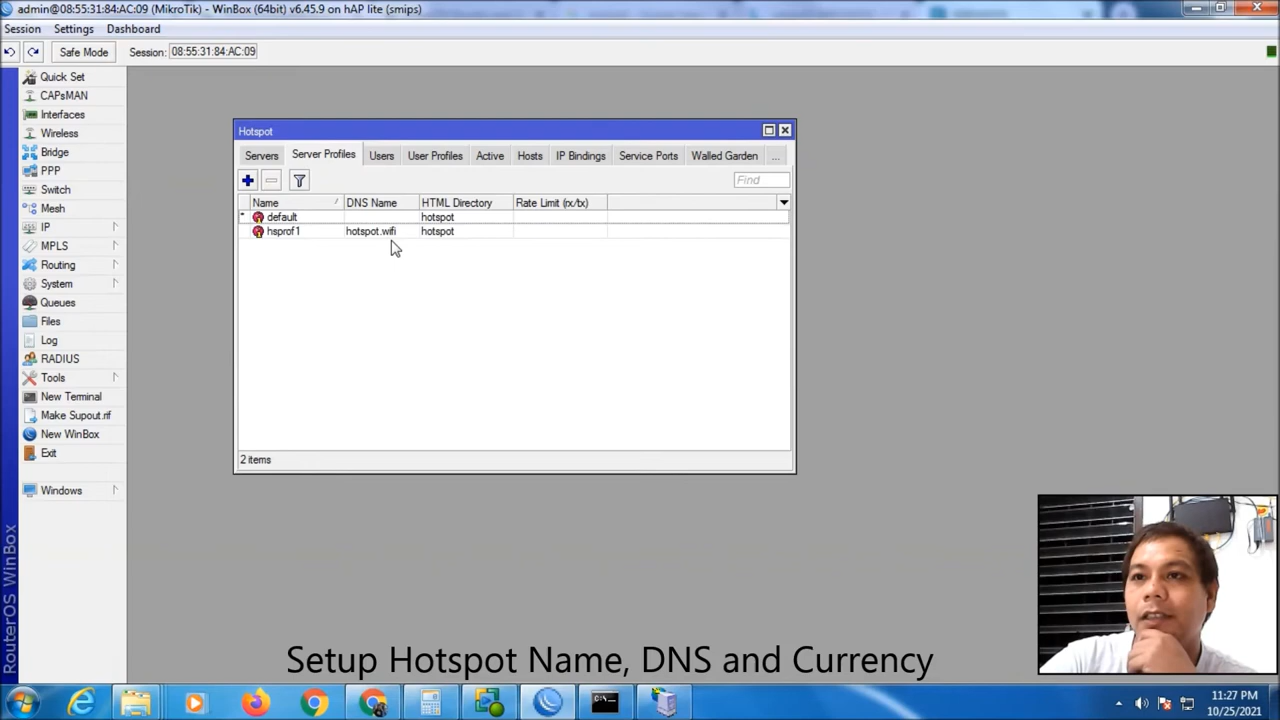 admin@08:55:31:84:AC:09 (MikroTik) - WinBox (64bit) v6.45.9 on hAP lite (smips)
Session Settings Dashboard
Safe Mode Session: 08:55:31:84:AC:09
Quick Set
CAPsMAN
Interfaces
Wireless
Bridge
PPP
Switch
Mesh
IP
MPLS
Routing
System
Queues
Files
Log
RADIUS
Tools
New Terminal
Make Supout.rif
New WinBox
Exit
Windows
RouterOS WinBox
Hotspot
Servers Server Profiles Users User Profiles Active Hosts IP Bindings Service Ports Walled Garden ...
Find
Name DNS Name HTML Directory Rate Limit (rx/tx)
* default hotspot
hsprof1 hotspot.wifi hotspot
2 items
Setup Hotspot Name, DNS and Currency
11:27 PM
10/25/2021